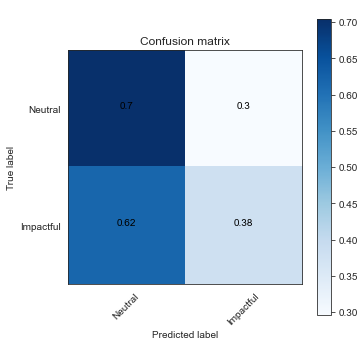 Confusion matrix
0.70
0.65
0.60
0.55
0.50
0.45
0.40
0.35
0.30
True label
Neutral
0.7
0.3
Impactful
0.62
0.38
Neutral
Impactful
Predicted label